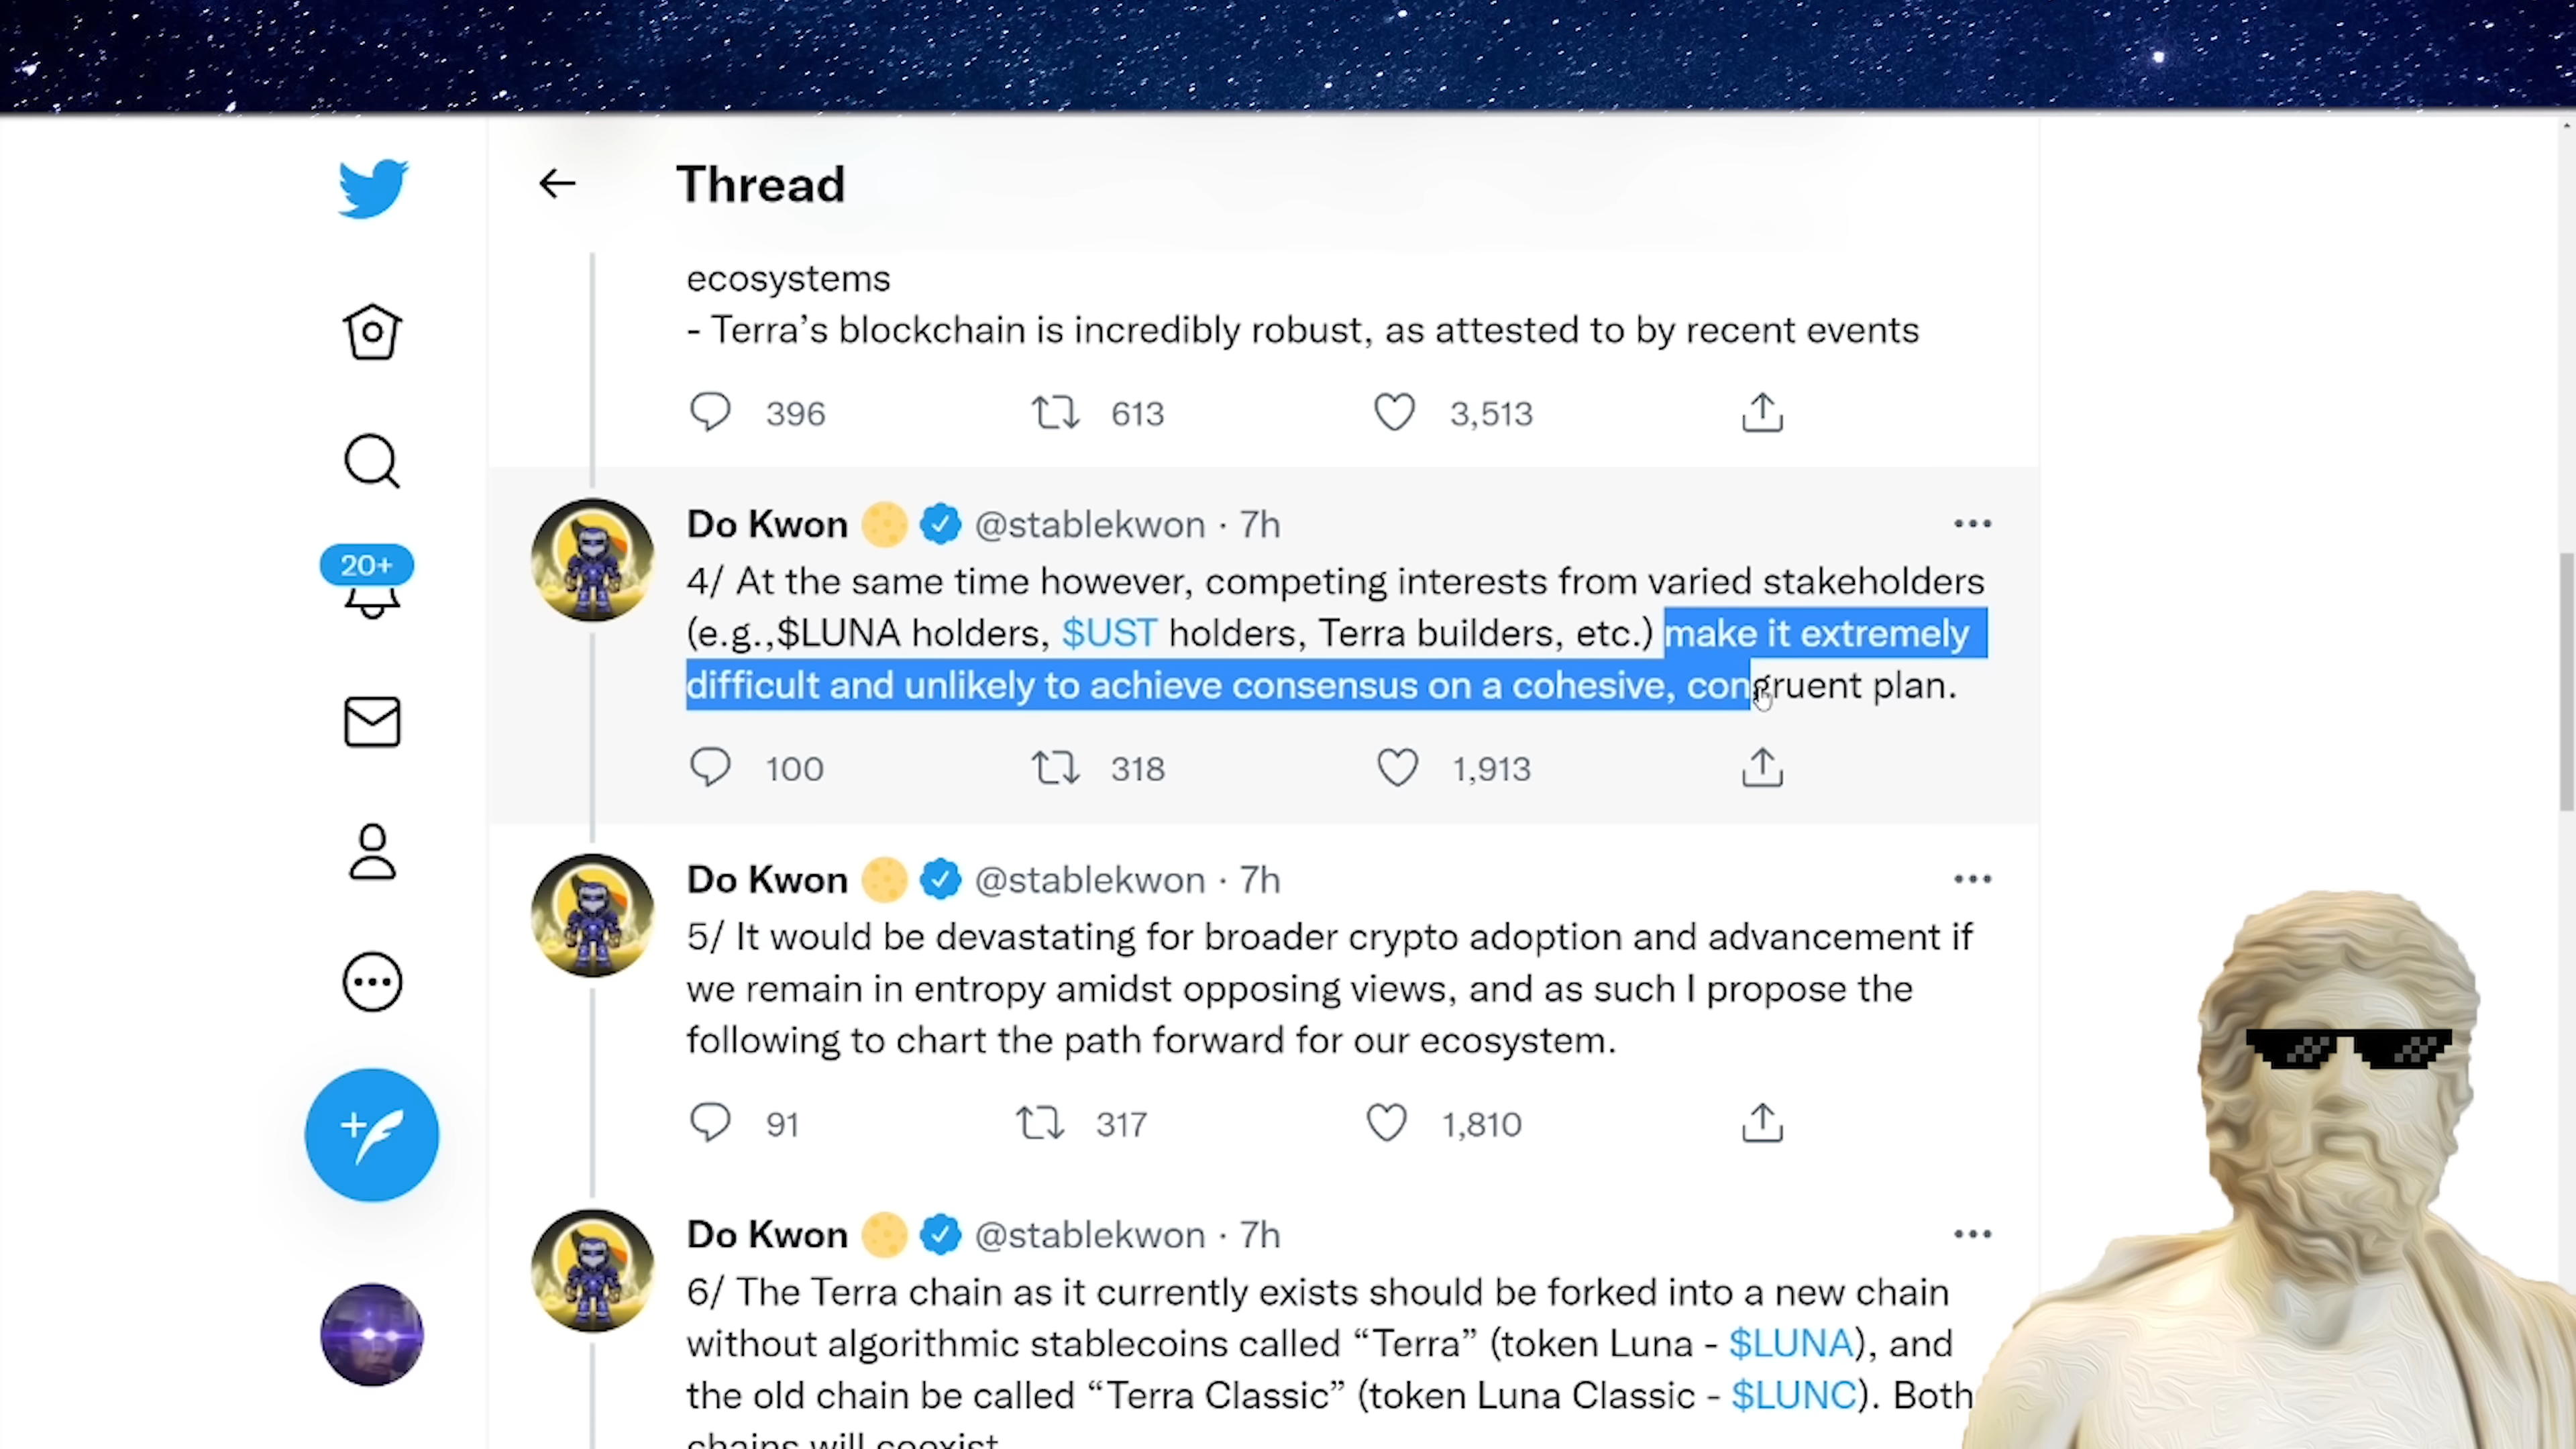 Thread
ecosystems
- Terra’s blockchain is incredibly robust, as attested to by recent events
396 613 3,513
20+
Do Kwon @stablekwon · 7h
4/ At the same time however, competing interests from varied stakeholders
(e.g.,$LUNA holders, $UST holders, Terra builders, etc.) make it extremely
difficult and unlikely to achieve consensus on a cohesive, congruent plan.
100 318 1,913
Do Kwon @stablekwon · 7h
5/ It would be devastating for broader crypto adoption and advancement if
we remain in entropy amidst opposing views, and as such I propose the
following to chart the path forward for our ecosystem.
91 317 1,810
Do Kwon @stablekwon · 7h
6/ The Terra chain as it currently exists should be forked into a new chain
without algorithmic stablecoins called “Terra” (token Luna - $LUNA), and
the old chain be called “Terra Classic” (token Luna Classic - $LUNC). Both
chains will coexist